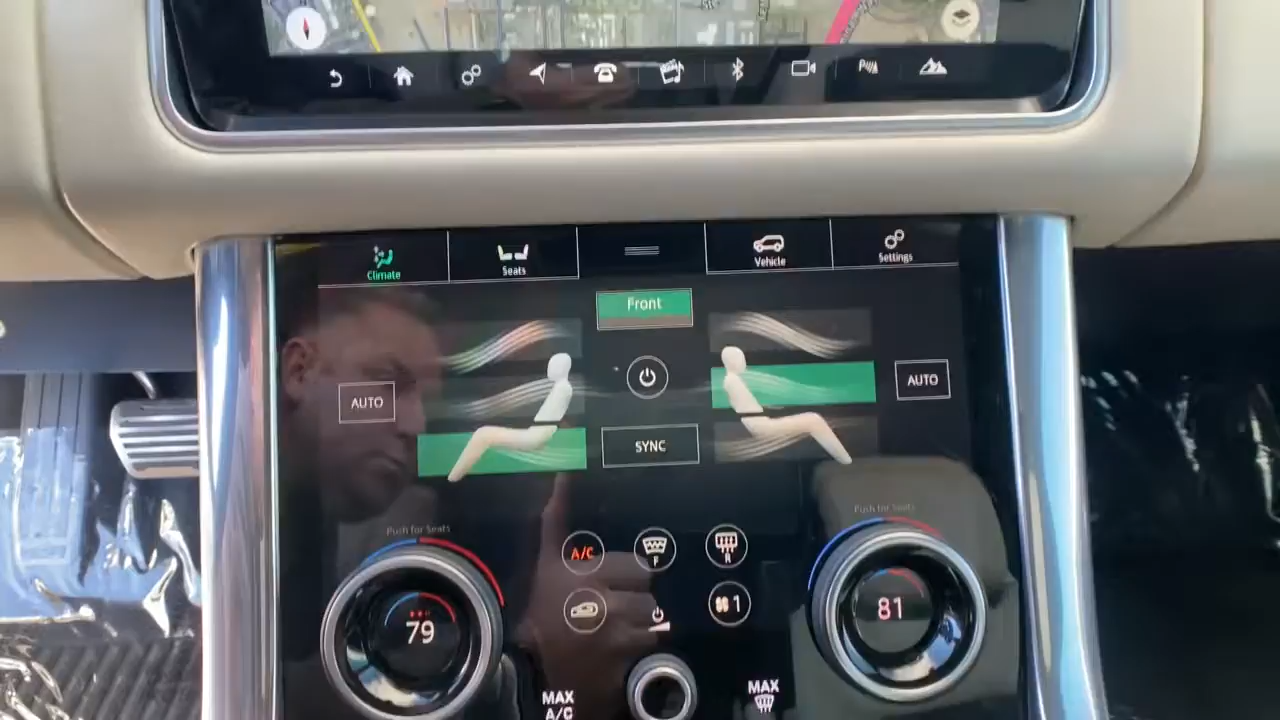 Climate
Seats
Vehicle
Settings
Front
AUTO
AUTO
SYNC
Push for Seats
Push for Seats
A/C
F
R
1
79
81
MAX
A/C
MAX